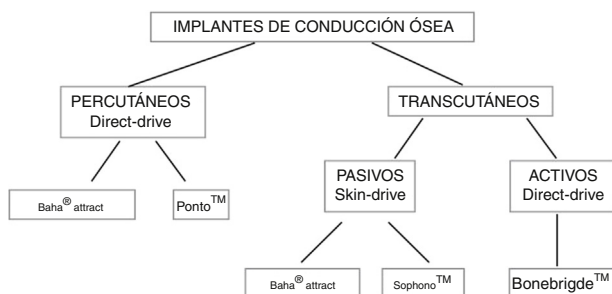 IMPLANTES DE CONDUCCIÓN ÓSEA
PERCUTÁNEOS
Direct-drive
TRANSCUTÁNEOS
Baha® attract
Ponto™
PASIVOS
Skin-drive
ACTIVOS
Direct-drive
Baha® attract
Sophono™
Bonebrigde™